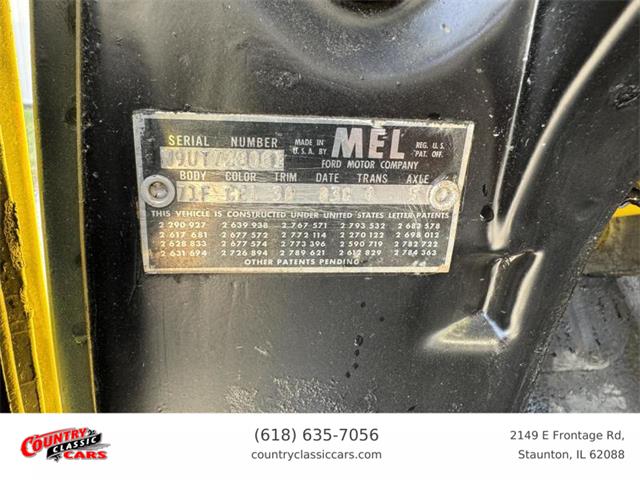 SERIAL NUMBER MADE IN U.S.A. BY MEL REG. U.S. PAT. OFF.
FORD MOTOR COMPANY
BODY COLOR TRIM DATE TRANS AXLE
THIS VEHICLE IS CONSTRUCTED UNDER UNITED STATES LETTERS PATENTS
2 290 927 2 639 938 2 767 571 2 793 532 2 682 578
2 617 681 2 677 572 2 772 114 2 270 122 2 698 012
2 628 833 2 677 574 2 773 396 2 590 719 2 782 722
2 631 694 2 726 894 2 789 621 2 612 829 2 784 363
OTHER PATENTS PENDING
COUNTRY
CLASSIC
CARS
(618) 635-7056
countryclassiccars.com
2149 E Frontage Rd,
Staunton, IL 62088